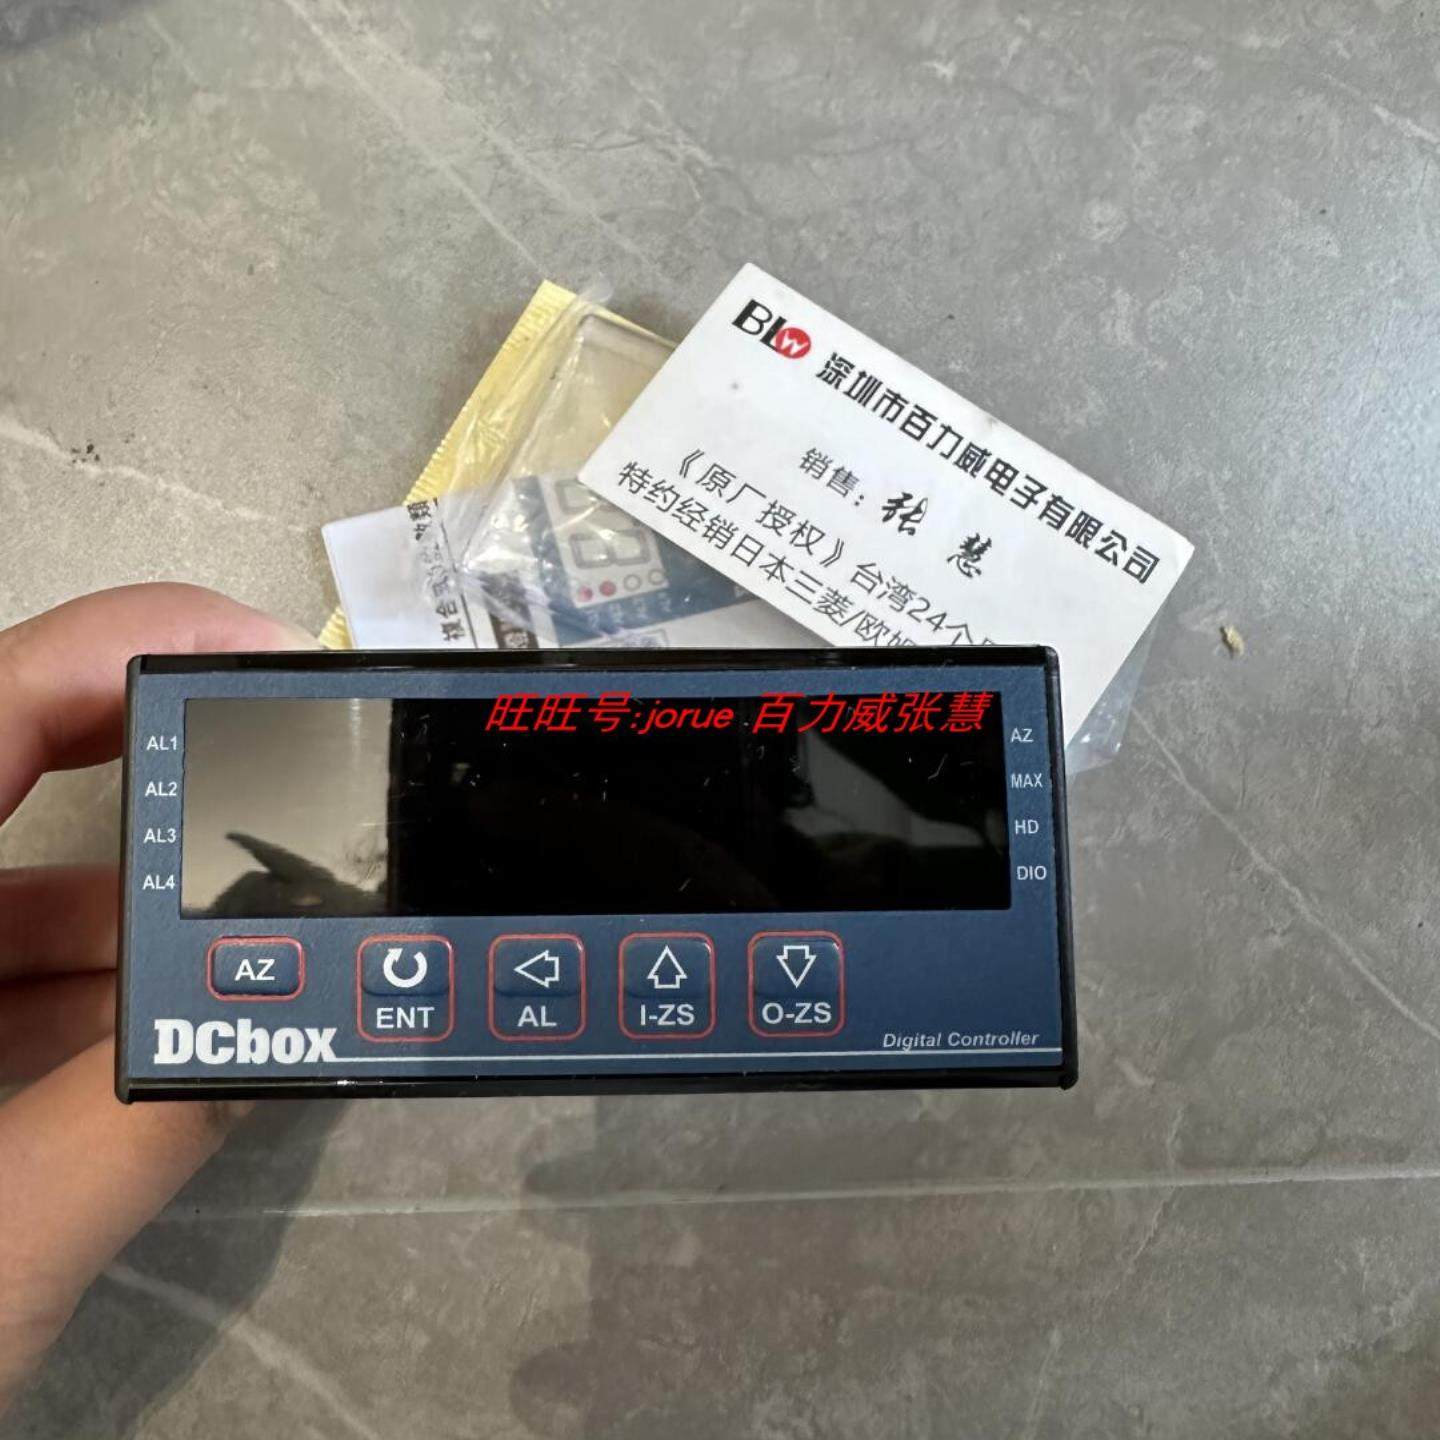 BLW 深圳市百力威电子有限公司
销售: 张 慧
《原厂授权》台湾24个
特约经销日本三菱/欧姆
旺旺号:jorue 百力威张慧
AL1
AL2
AL3
AL4
AZ
MAX
HD
DIO
AZ
ENT
AL
I-ZS
O-ZS
DCbox
Digital Controller